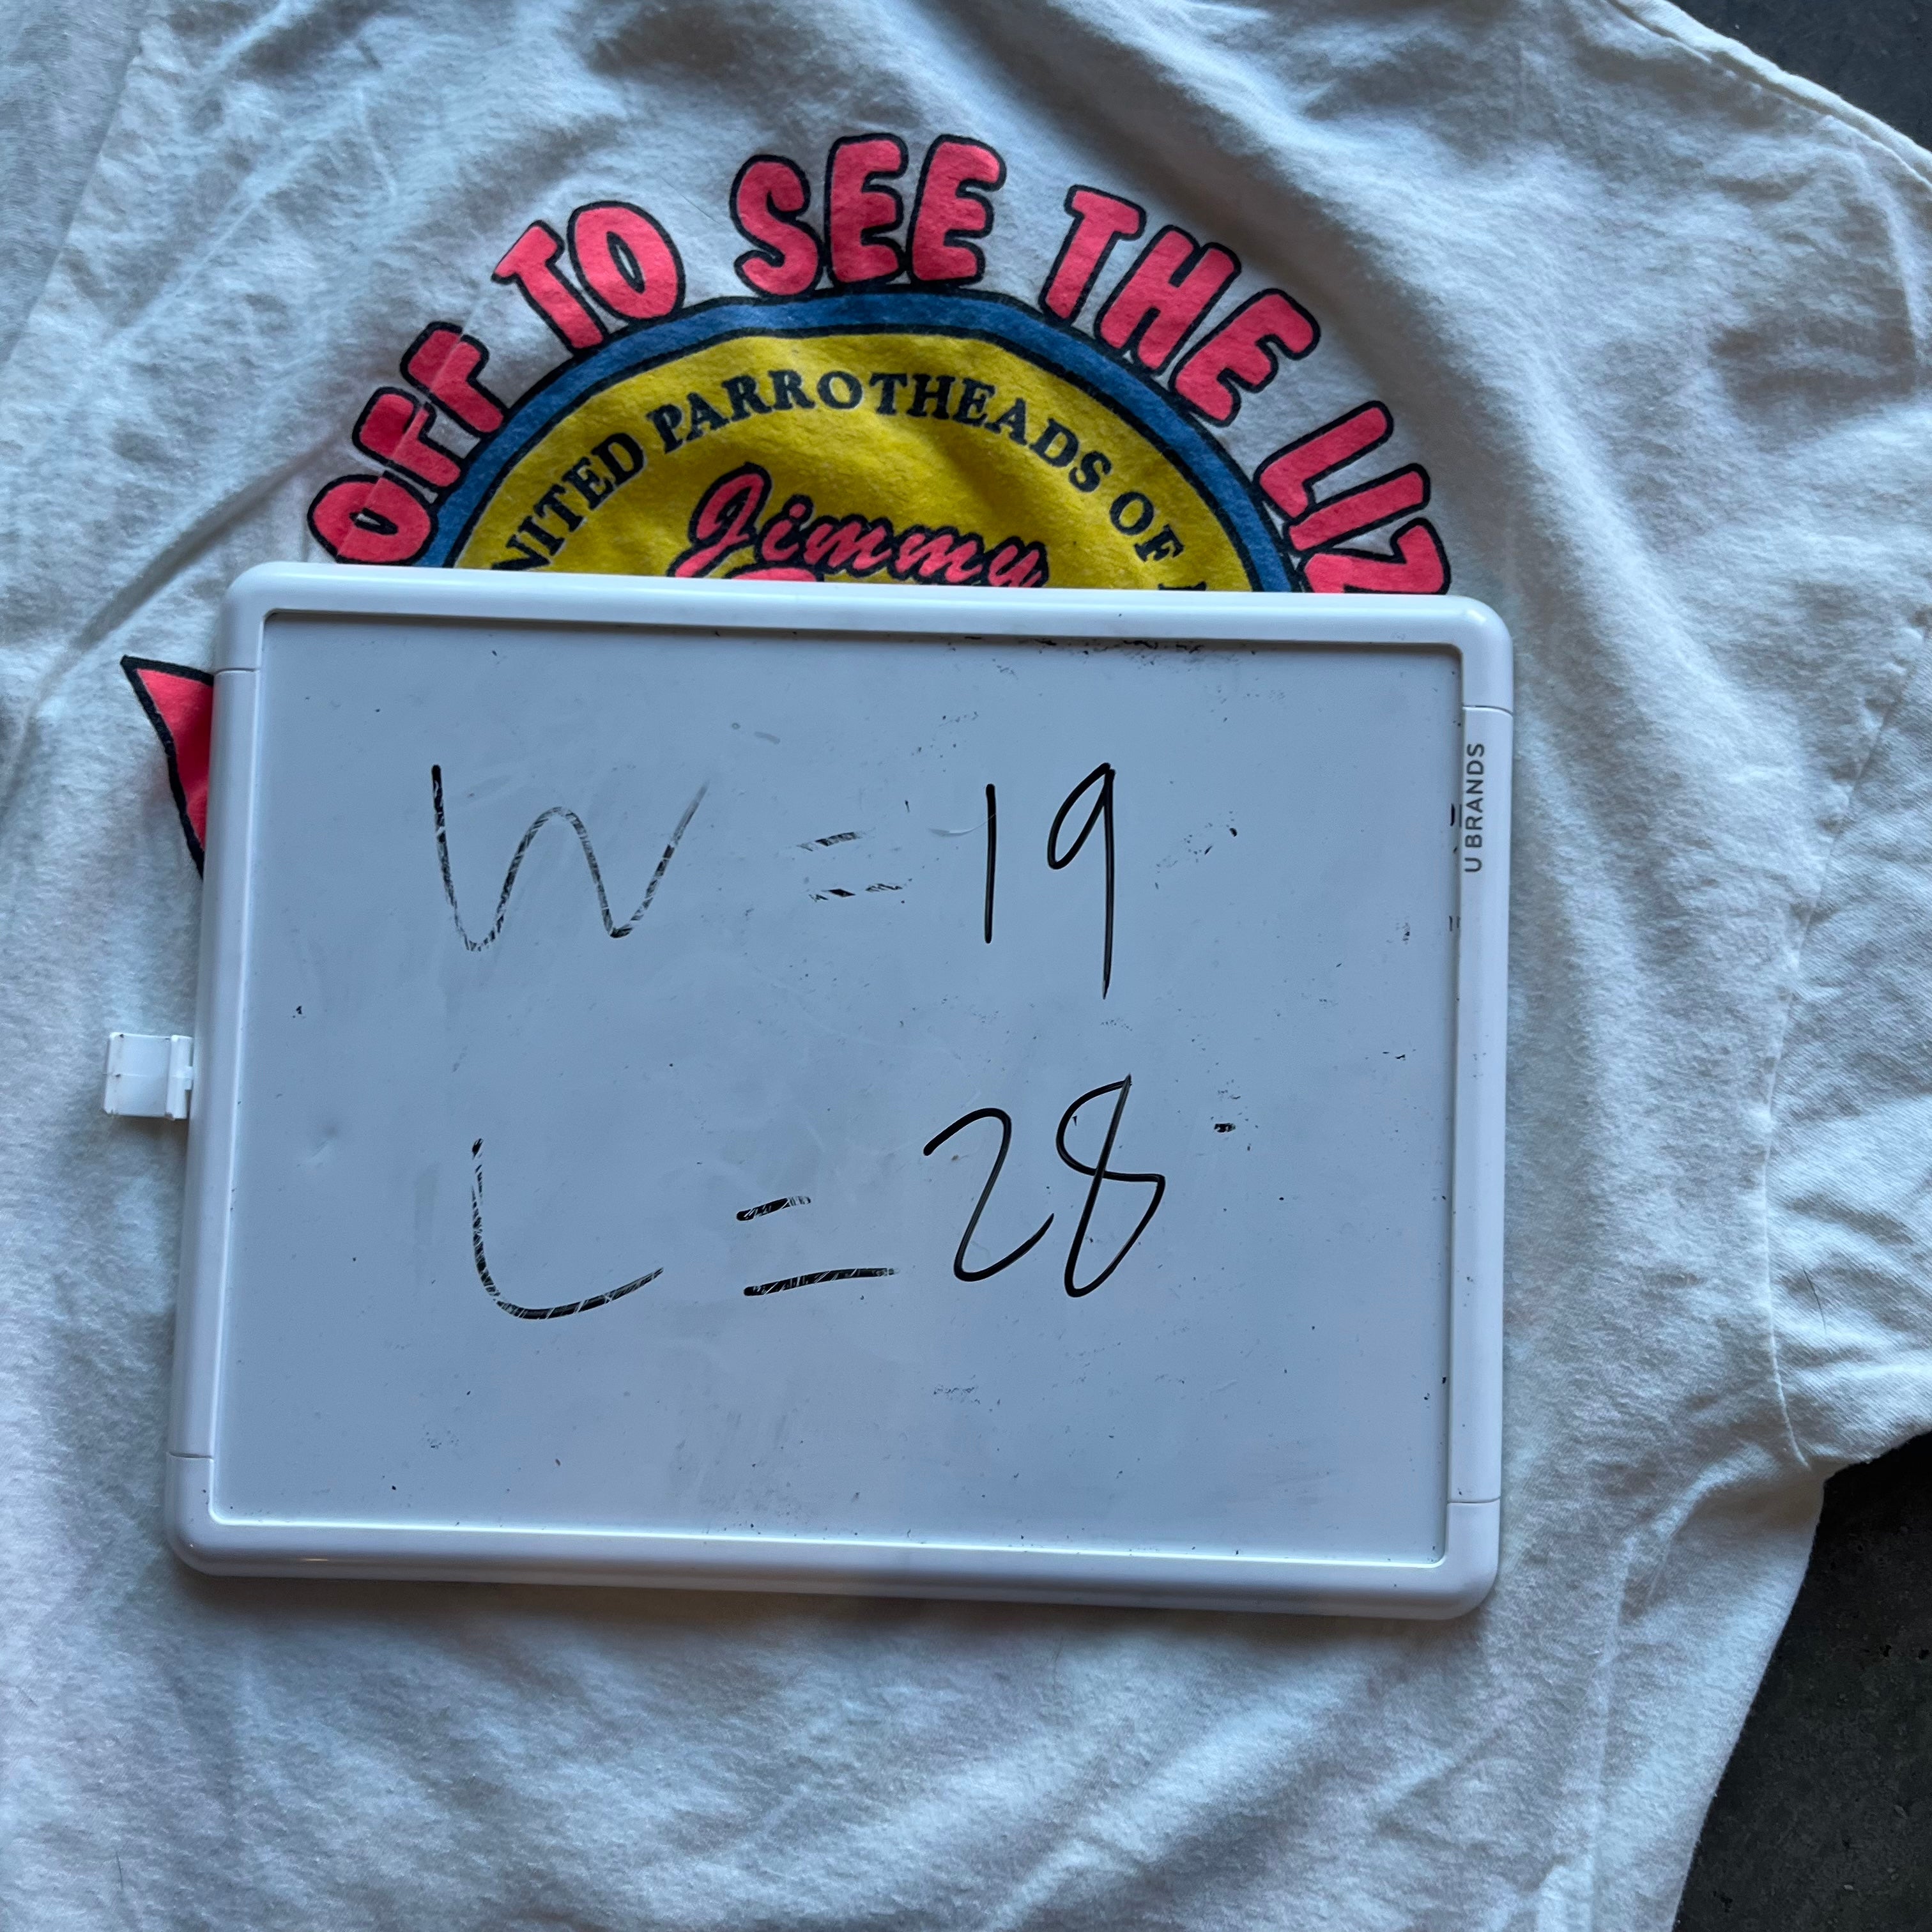 OFF TO SEE THE LIZ
NITED PARROTHEADS OF
Jimmy
U BRANDS
W = 19
L = 28